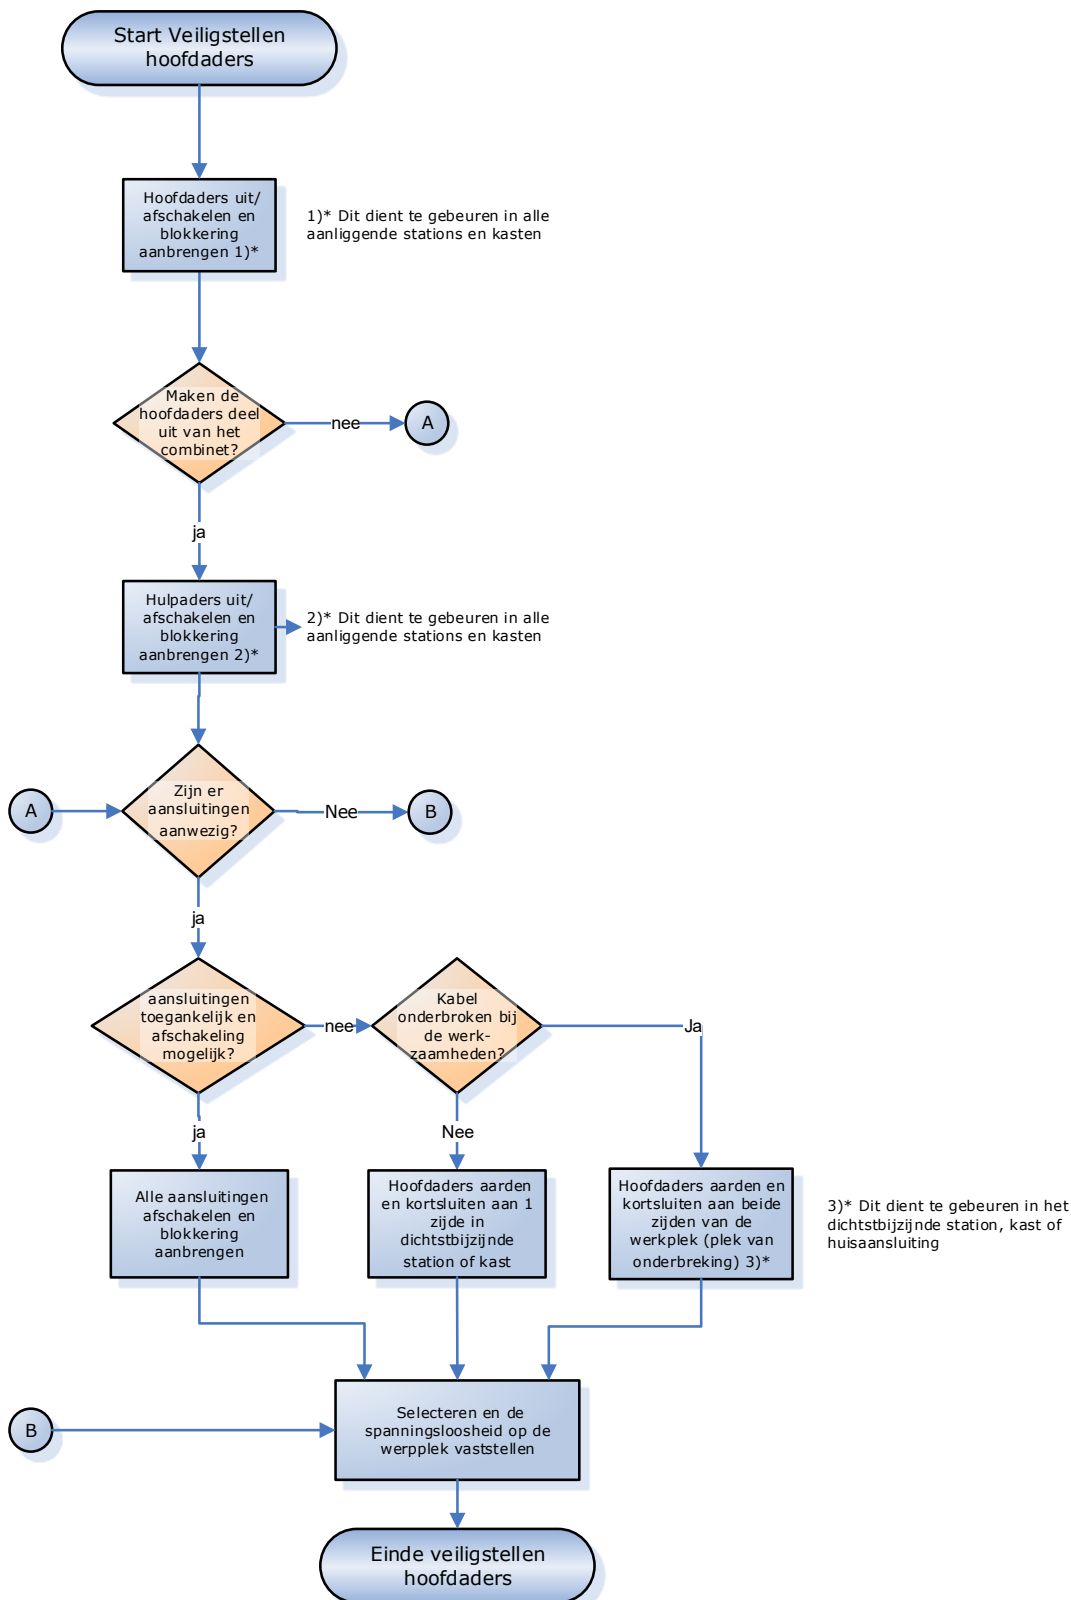 Start Veiligstellen
hoofdaders
Hoofdaders uit/
afschakelen en
blokkering
aanbrengen 1)*
1)* Dit dient te gebeuren in alle
aanliggende stations en kasten
Maken de
hoofdaders deel
uit van het
combinet?
nee
A
ja
Hulpaders uit/
afschakelen en
blokkering
aanbrengen 2)*
2)* Dit dient te gebeuren in alle
aanliggende stations en kasten
A
Zijn er
aansluitingen
aanwezig?
Nee
B
ja
aansluitingen
toegankelijk en
afschakeling
mogelijk?
nee
Kabel
onderbroken bij
de werk-
zaamheden?
Ja
ja
Nee
Alle aansluitingen
afschakelen en
blokkering
aanbrengen
Hoofdaders aarden
en kortsluiten aan 1
zijde in
dichtstbijzijnde
station of kast
Hoofdaders aarden en
kortsluiten aan beide
zijden van de
werkplek (plek van
onderbreking) 3)*
3)* Dit dient te gebeuren in het
dichtstbijzijnde station, kast of
huisaansluiting
B
Selecteren en de
spanningsloosheid op de
werpplek vaststellen
Einde veiligstellen
hoofdaders